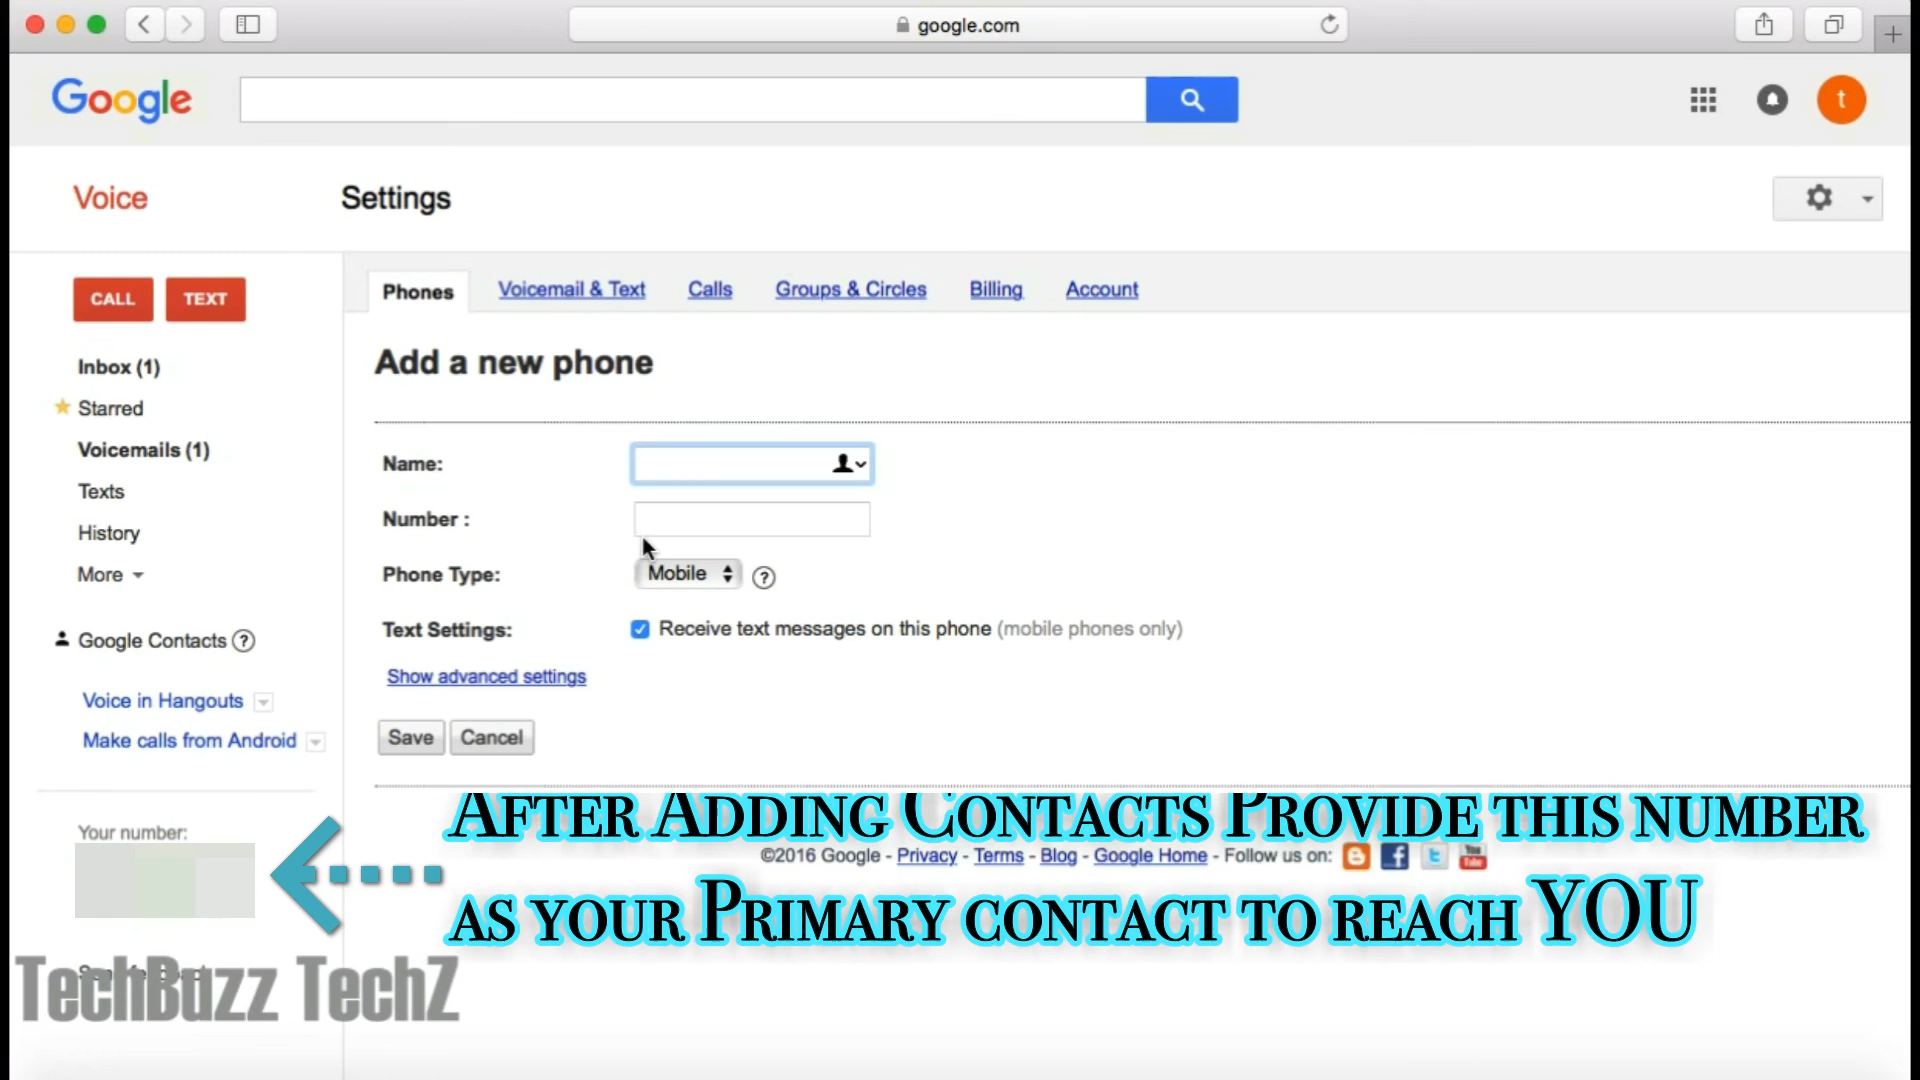 google.com
Google
t
Voice
Settings
CALL
TEXT
Phones
Voicemail & Text
Calls
Groups & Circles
Billing
Account
Add a new phone
Inbox (1)
Starred
Voicemails (1)
Texts
History
More
Google Contacts ?
Voice in Hangouts
Make calls from Android
Name:
Number :
Phone Type:
Mobile
?
Text Settings:
Receive text messages on this phone (mobile phones only)
Show advanced settings
Save
Cancel
Your number:
After Adding Contacts Provide this number
©2016 Google - Privacy - Terms - Blog - Google Home - Follow us on:
You Tube
as your Primary contact to reach YOU
TechBuzz TechZ